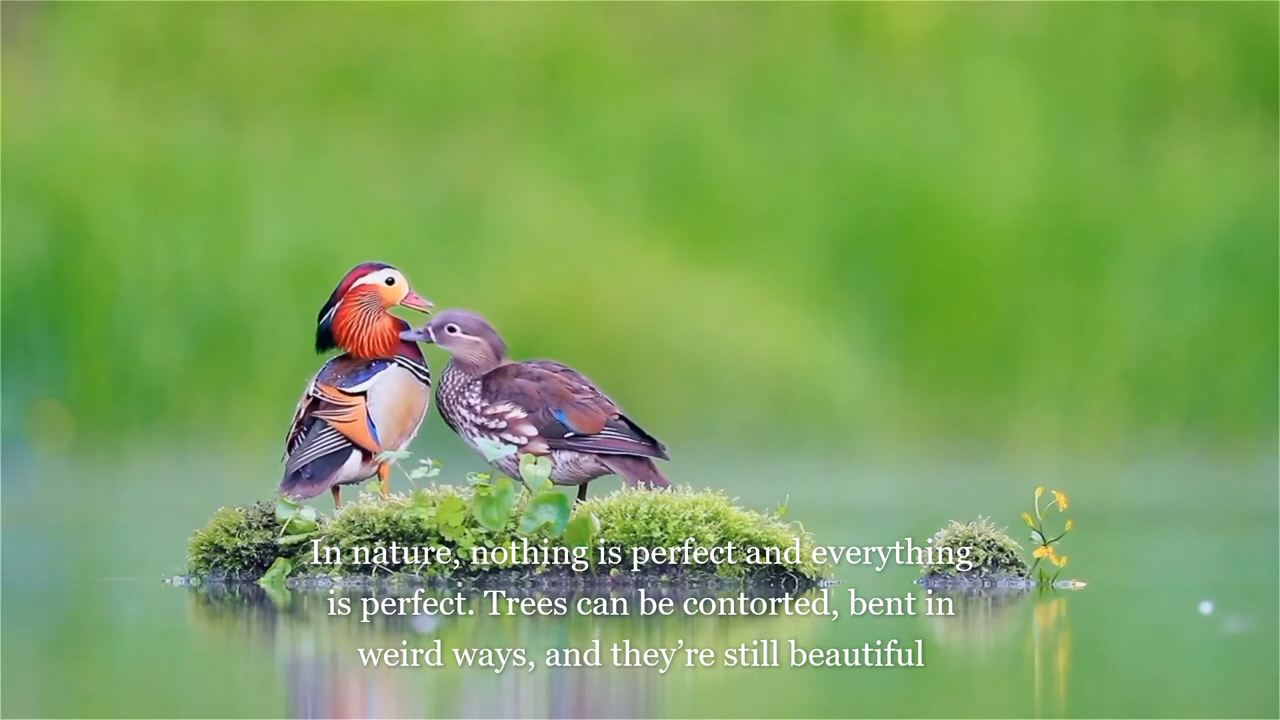 In nature, nothing is perfect and everything
is perfect. Trees can be contorted, bent in
weird ways, and they’re still beautiful